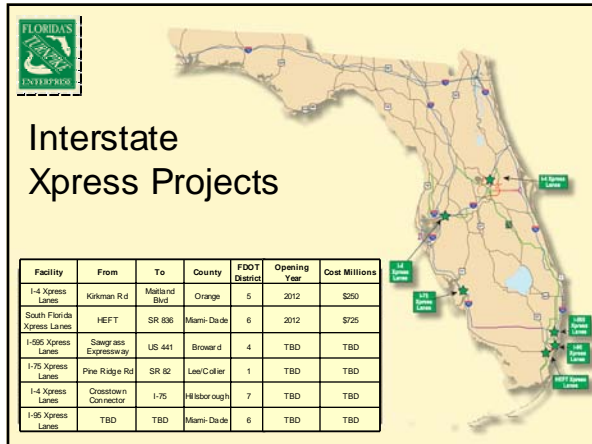 FLORIDA'S
TURNPIKE
ENTERPRISE
Interstate
Xpress Projects
Facility From To County FDOT District Opening Year Cost Millions
I-4 Xpress Lanes Kirkman Rd Maitland Blvd Orange 5 2012 $250
South Florida Xpress Lanes HEFT SR 836 Miami-Dade 6 2012 $725
I-595 Xpress Lanes Sawgrass Expressway US 441 Broward 4 TBD TBD
I-75 Xpress Lanes Pine Ridge Rd SR 82 Lee/Collier 1 TBD TBD
I-4 Xpress Lanes Crosstown Connector I-75 Hillsborough 7 TBD TBD
I-95 Xpress Lanes TBD TBD Miami-Dade 6 TBD TBD
I-4 Xpress
Lanes
I-4
Xpress
Lanes
I-75
Xpress
Lanes
I-595
Xpress
Lanes
I-95
Xpress
Lanes
HEFT Xpress
Lanes